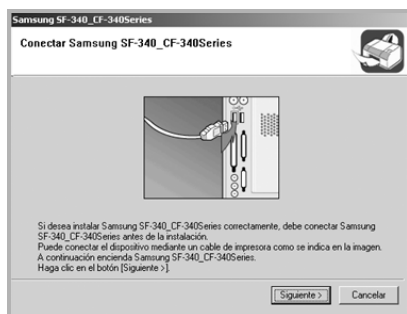 Samsung SF-340_CF-340Series
Conectar Samsung SF-340_CF-340Series
Si desea instalar Samsung SF-340_CF-340Series correctamente, debe conectar Samsung
SF-340_CF-340Series antes de la instalación.
Puede conectar el dispositivo mediante un cable de impresora como se indica en la imagen.
A continuación encienda Samsung SF-340_CF-340Series.
Haga clic en el botón [Siguiente >].
Siguiente >
Cancelar